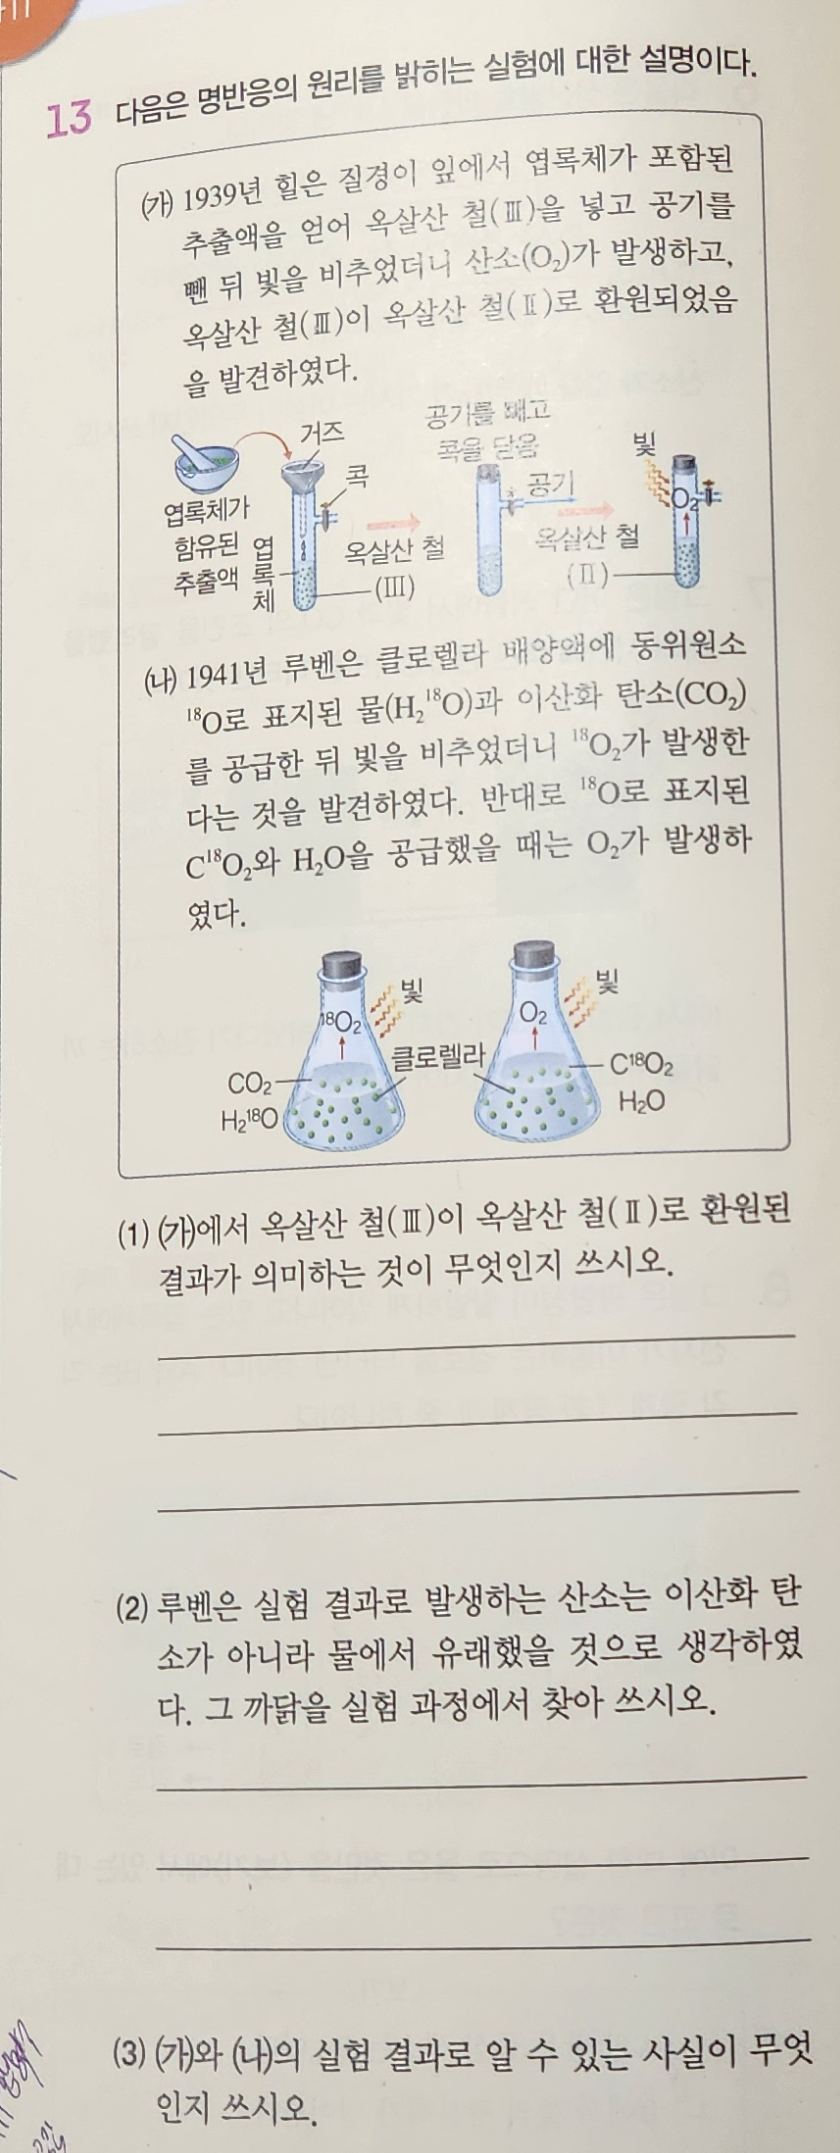 13 다음은 명반응의 원리를 밝히는 실험에 대한 설명이다.
(가) 1939년 힐은 질경이 잎에서 엽록체가 포함된
추출액을 얻어 옥살산 철(Ⅲ)을 넣고 공기를
뺀 뒤 빛을 비추었더니 산소(O₂)가 발생하고,
옥살산 철(Ⅲ)이 옥살산 철(Ⅱ)로 환원되었음
을 발견하였다.
거즈
콕
엽록체가
함유된
추출액
엽록체
옥살산 철
(III)
공기를 빼고
콕을 닫음
공기
옥살산 철
(II)
빛
O₂
(나) 1941년 루벤은 클로렐라 배양액에 동위원소
¹⁸O로 표지된 물(H₂¹⁸O)과 이산화 탄소(CO₂)
를 공급한 뒤 빛을 비추었더니 ¹⁸O₂가 발생한
다는 것을 발견하였다. 반대로 ¹⁸O로 표지된
C¹⁸O₂와 H₂O을 공급했을 때는 O₂가 발생하
였다.
¹⁸O₂
빛
CO₂
H₂¹⁸O
클로렐라
O₂
빛
C¹⁸O₂
H₂O
(1) (가)에서 옥살산 철(Ⅲ)이 옥살산 철(Ⅱ)로 환원된
결과가 의미하는 것이 무엇인지 쓰시오.
(2) 루벤은 실험 결과로 발생하는 산소는 이산화 탄
소가 아니라 물에서 유래했을 것으로 생각하였
다. 그 까닭을 실험 과정에서 찾아 쓰시오.
(3) (가)와 (나)의 실험 결과로 알 수 있는 사실이 무엇
인지 쓰시오.